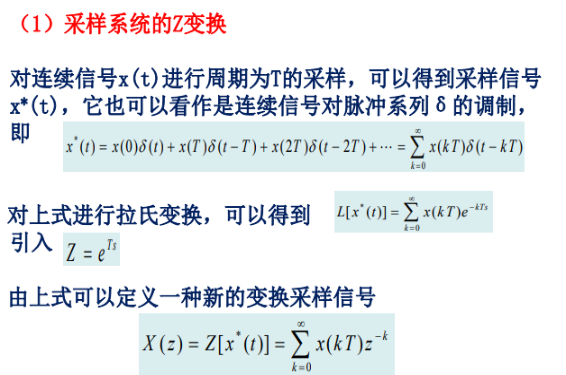 （1）采样系统的Z变换
对连续信号x(t)进行周期为T的采样，可以得到采样信号
x*(t)，它也可以看作是连续信号对脉冲系列δ的调制，
即 x*(t) = x(0)δ(t) + x(T)δ(t − T) + x(2T)δ(t − 2T) + ⋯ = ∑_{k=0}^{∞} x(kT)δ(t − kT)
对上式进行拉氏变换，可以得到 L[x*(t)] = ∑_{k=0}^{∞} x(kT)e^{−kTs}
引入 Z = e^{Ts}
由上式可以定义一种新的变换采样信号
X(z) = Z[x*(t)] = ∑_{k=0}^{∞} x(kT)z^{−k}